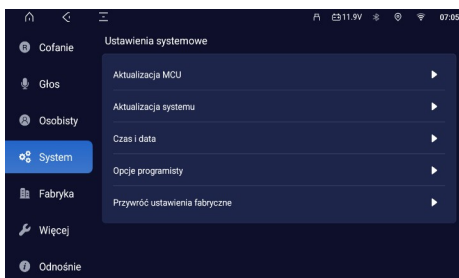 11.9V
07:05
Cofanie
Ustawienia systemowe
Głos
Aktualizacja MCU
Osobisty
Aktualizacja systemu
Czas i data
System
Opcje programisty
Fabryka
Przywróć ustawienia fabryczne
Więcej
Odnośnie